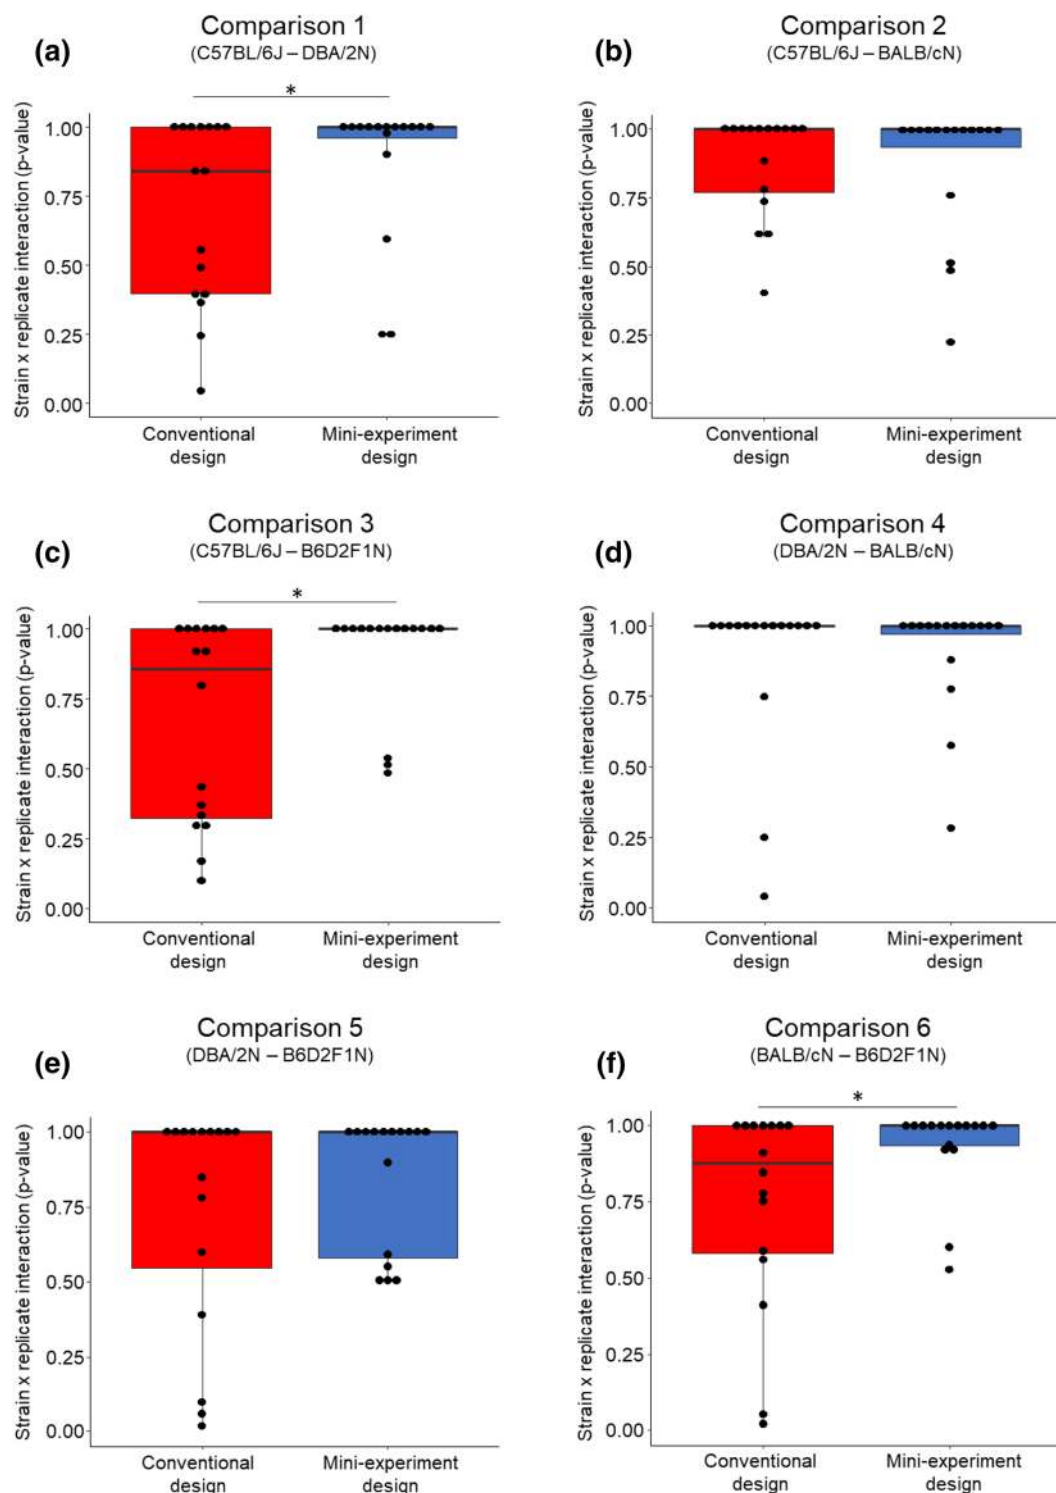 Comparison 1
(a)
(C57BL/6J – DBA/2N)
*
Strain x replicate interaction (p-value)
1.00
0.75
0.50
0.25
0.00
Conventional
design
Mini-experiment
design
Comparison 2
(b)
(C57BL/6J – BALB/cN)
Strain x replicate interaction (p-value)
1.00
0.75
0.50
0.25
0.00
Conventional
design
Mini-experiment
design
Comparison 3
(c)
(C57BL/6J – B6D2F1N)
*
Strain x replicate interaction (p-value)
1.00
0.75
0.50
0.25
0.00
Conventional
design
Mini-experiment
design
Comparison 4
(d)
(DBA/2N – BALB/cN)
Strain x replicate interaction (p-value)
1.00
0.75
0.50
0.25
0.00
Conventional
design
Mini-experiment
design
Comparison 5
(e)
(DBA/2N – B6D2F1N)
Strain x replicate interaction (p-value)
1.00
0.75
0.50
0.25
0.00
Conventional
design
Mini-experiment
design
Comparison 6
(f)
(BALB/cN – B6D2F1N)
*
Strain x replicate interaction (p-value)
1.00
0.75
0.50
0.25
0.00
Conventional
design
Mini-experiment
design